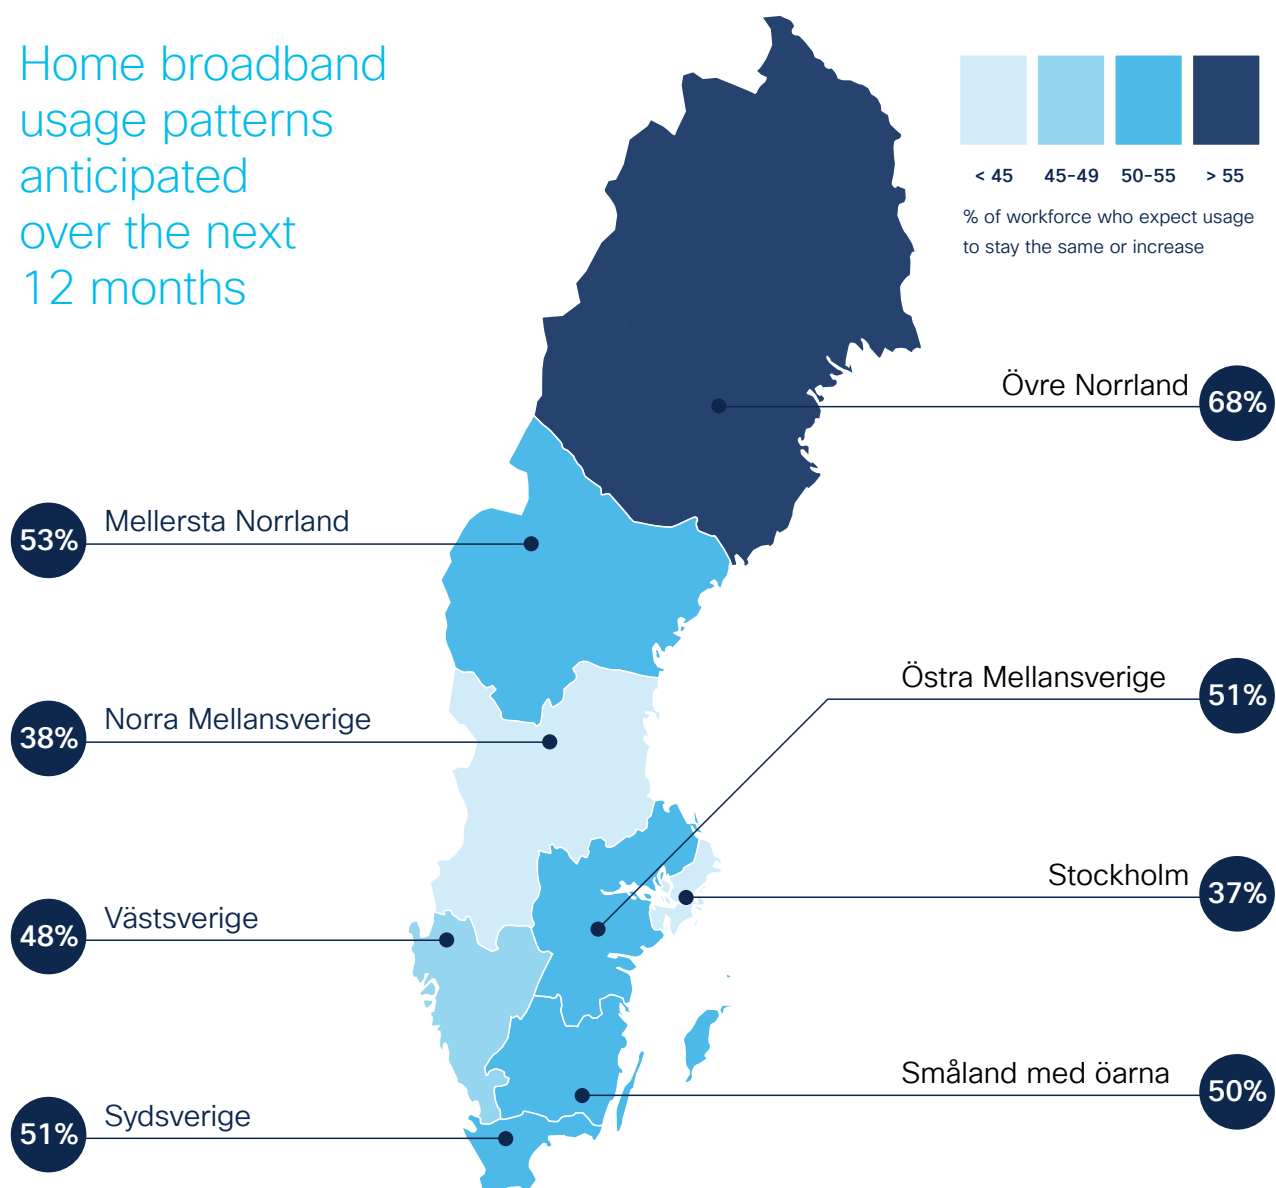 Home broadband
usage patterns
anticipated
over the next
12 months
< 45 45-49 50-55 > 55
% of workforce who expect usage
to stay the same or increase
Övre Norrland
68%
Mellersta Norrland
53%
Östra Mellansverige
51%
Norra Mellansverige
38%
Stockholm
37%
Västsverige
48%
Småland med öarna
50%
Sydsverige
51%